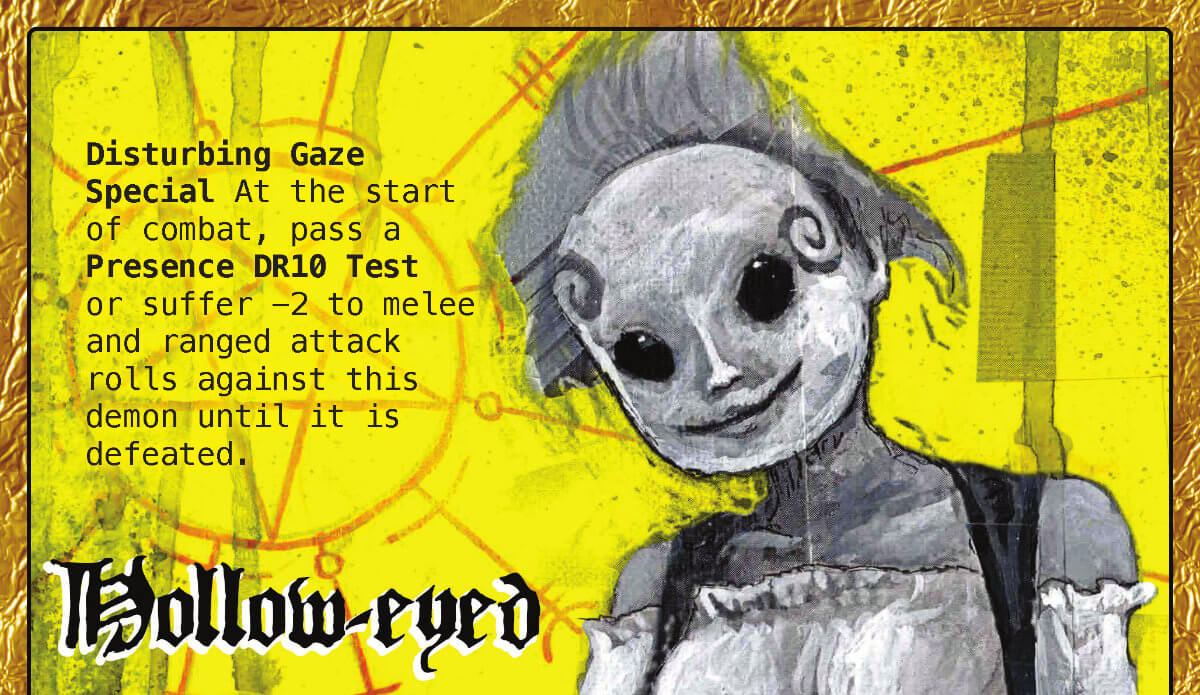 Disturbing Gaze
Special At the start
of combat, pass a
Presence DR10 Test
or suffer –2 to melee
and ranged attack
rolls against this
demon until it is
defeated.
Hollow-eyed